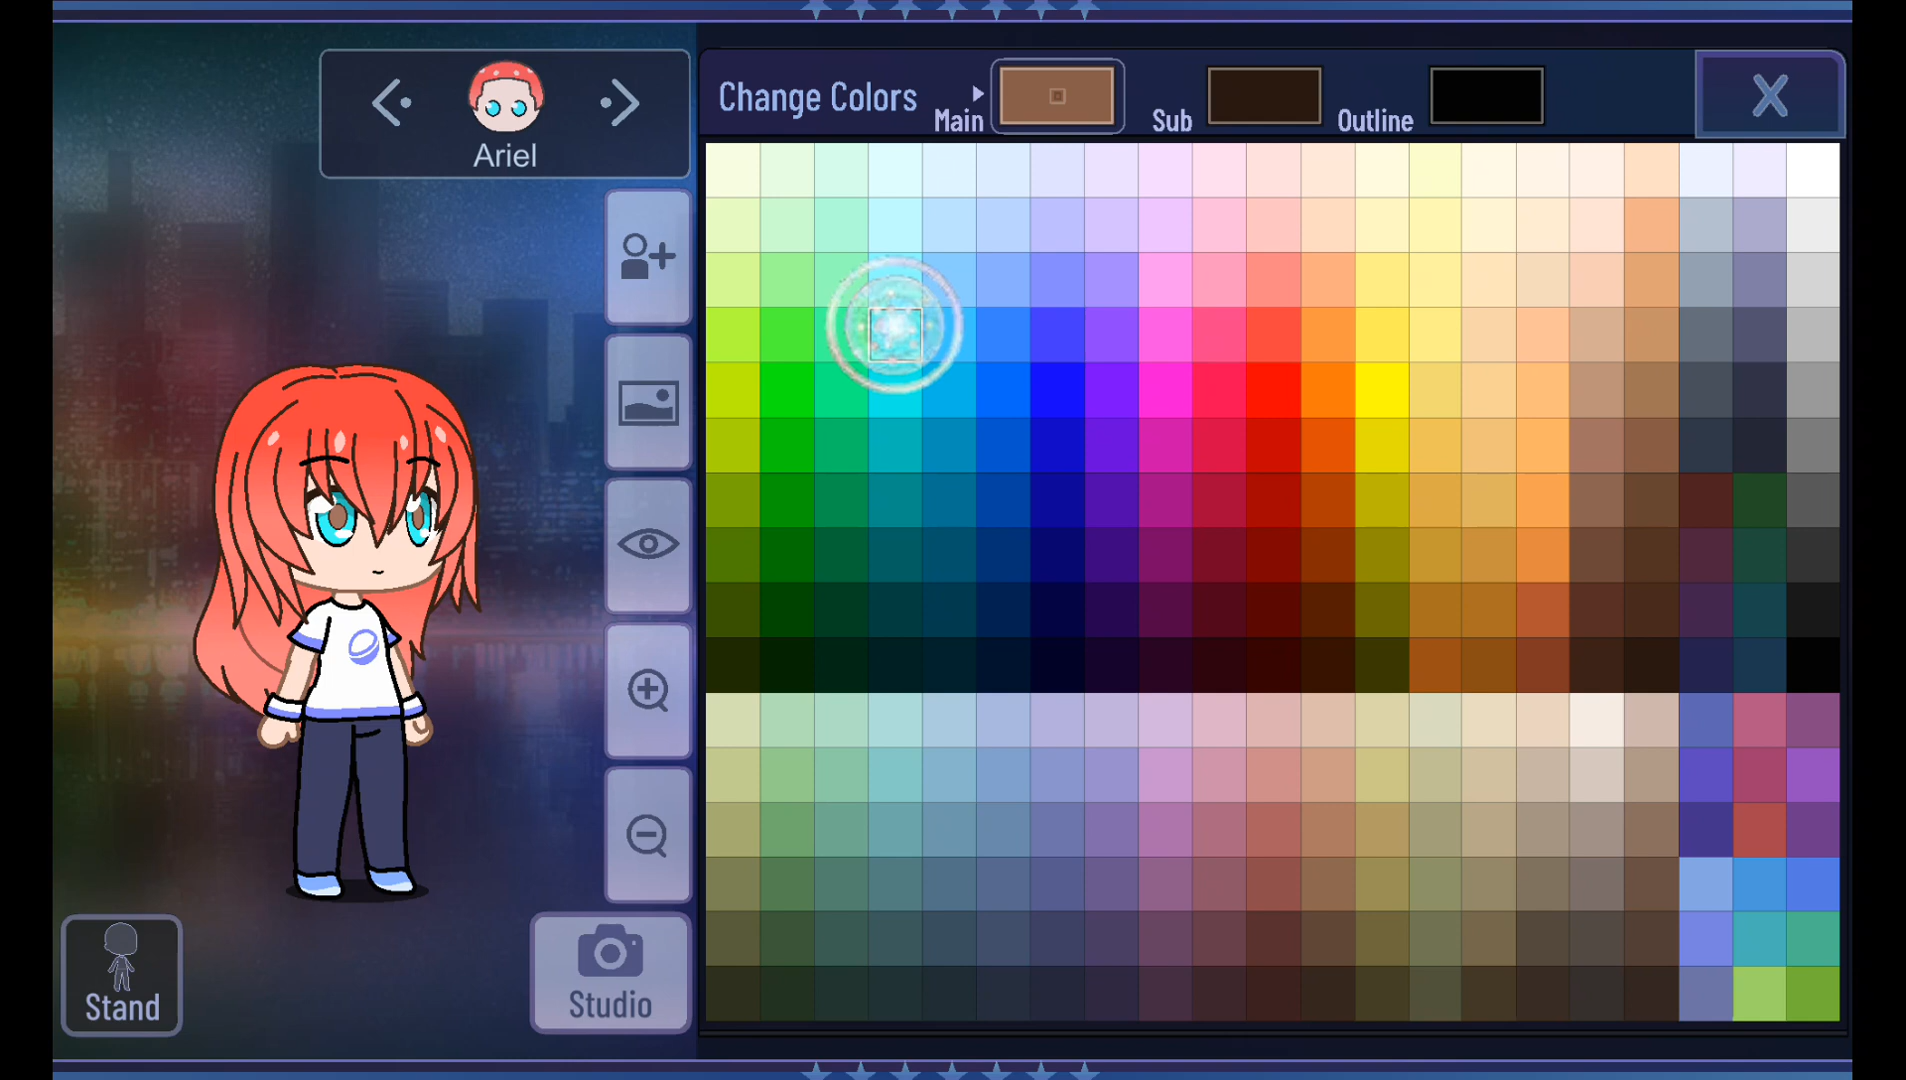 Ariel
Change Colors
Main
Sub
Outline
X
Stand
Studio